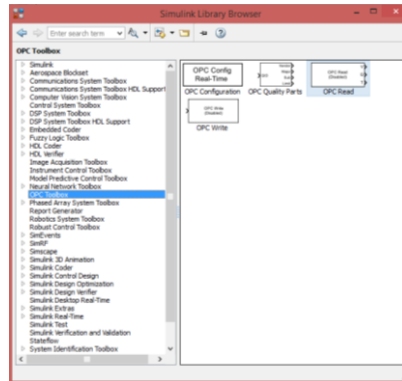 Simulink Library Browser
Enter search term
OPC Toolbox
Simulink
Aerospace Blockset
Communications System Toolbox
Communications System Toolbox HDL Support
Computer Vision System Toolbox
Control System Toolbox
DSP System Toolbox
DSP System Toolbox HDL Support
Embedded Coder
Fuzzy Logic Toolbox
HDL Coder
HDL Verifier
Image Acquisition Toolbox
Instrument Control Toolbox
Model Predictive Control Toolbox
Neural Network Toolbox
OPC Toolbox
Phased Array System Toolbox
Report Generator
Robotics System Toolbox
Robust Control Toolbox
SimEvents
SimRF
Simscape
Simulink 3D Animation
Simulink Coder
Simulink Control Design
Simulink Design Optimization
Simulink Design Verifier
Simulink Desktop Real-Time
Simulink Extras
Simulink Real-Time
Simulink Test
Simulink Verification and Validation
Stateflow
System Identification Toolbox
OPC Config
Real-Time
OPC Configuration
OPC Quality Parts
OPC Read
(Disabled)
OPC Read
OPC Write
(Disabled)
OPC Write